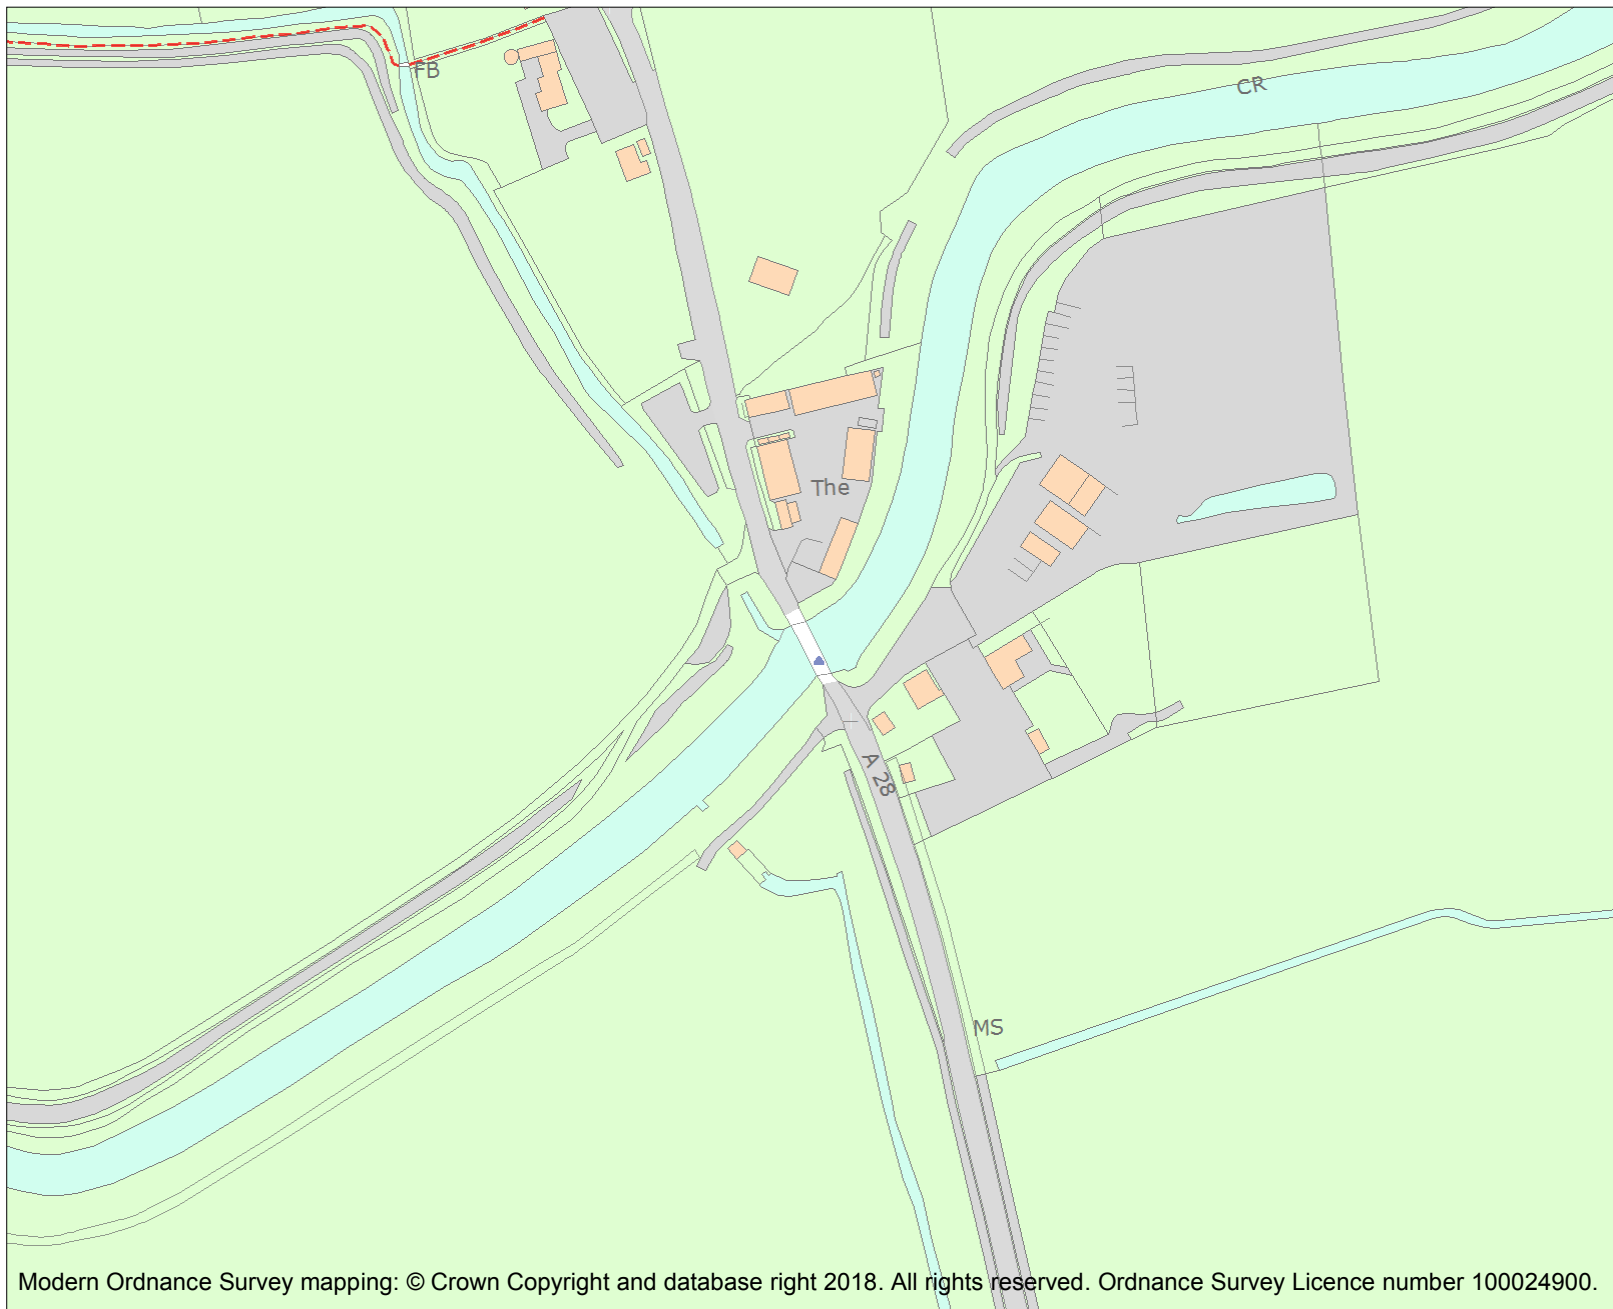 FB
CR
The
A 28
MS
Modern Ordnance Survey mapping: © Crown Copyright and database right 2018. All rights reserved. Ordnance Survey Licence number 100024900.